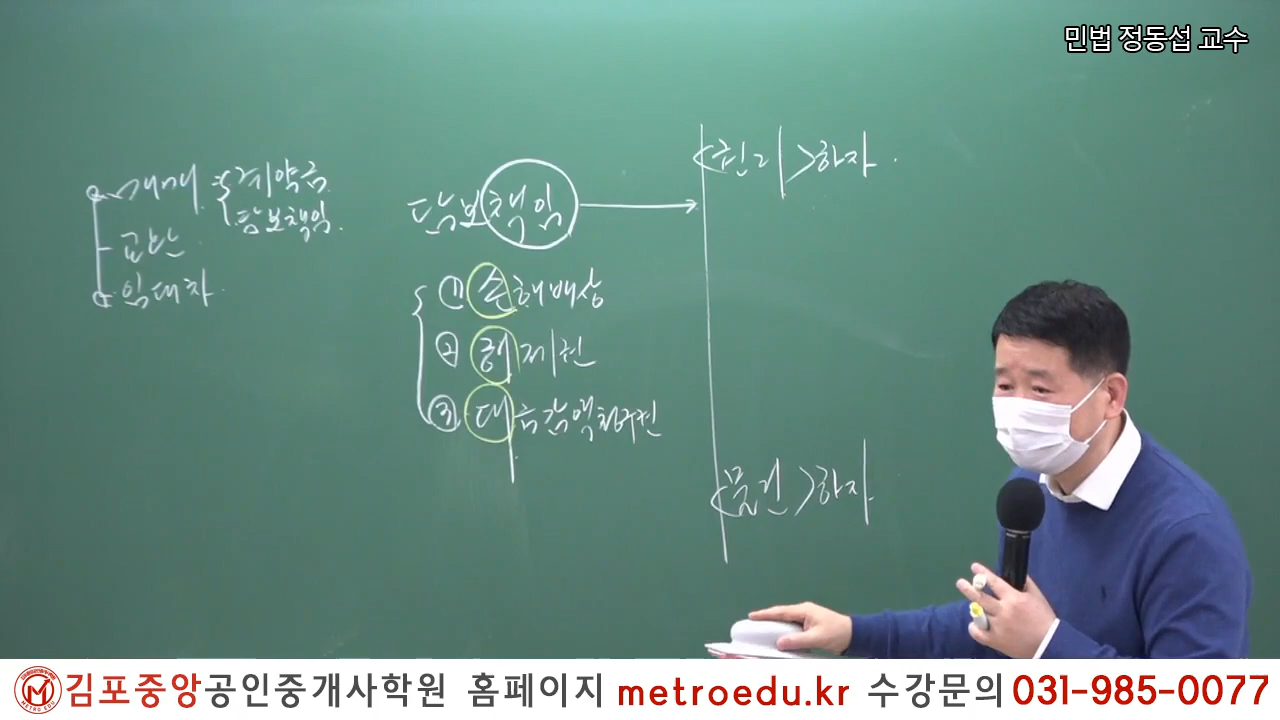 민법 정동섭 교수
매매 계약금
담보책임
교환
임대차
담보책임
① 손해배상
② 해제권
③ 대금감액청구권
<권리>하자
<물건>하자
METRO EDU
김포중앙공인중개사학원 홈페이지 metroedu.kr 수강문의 031-985-0077